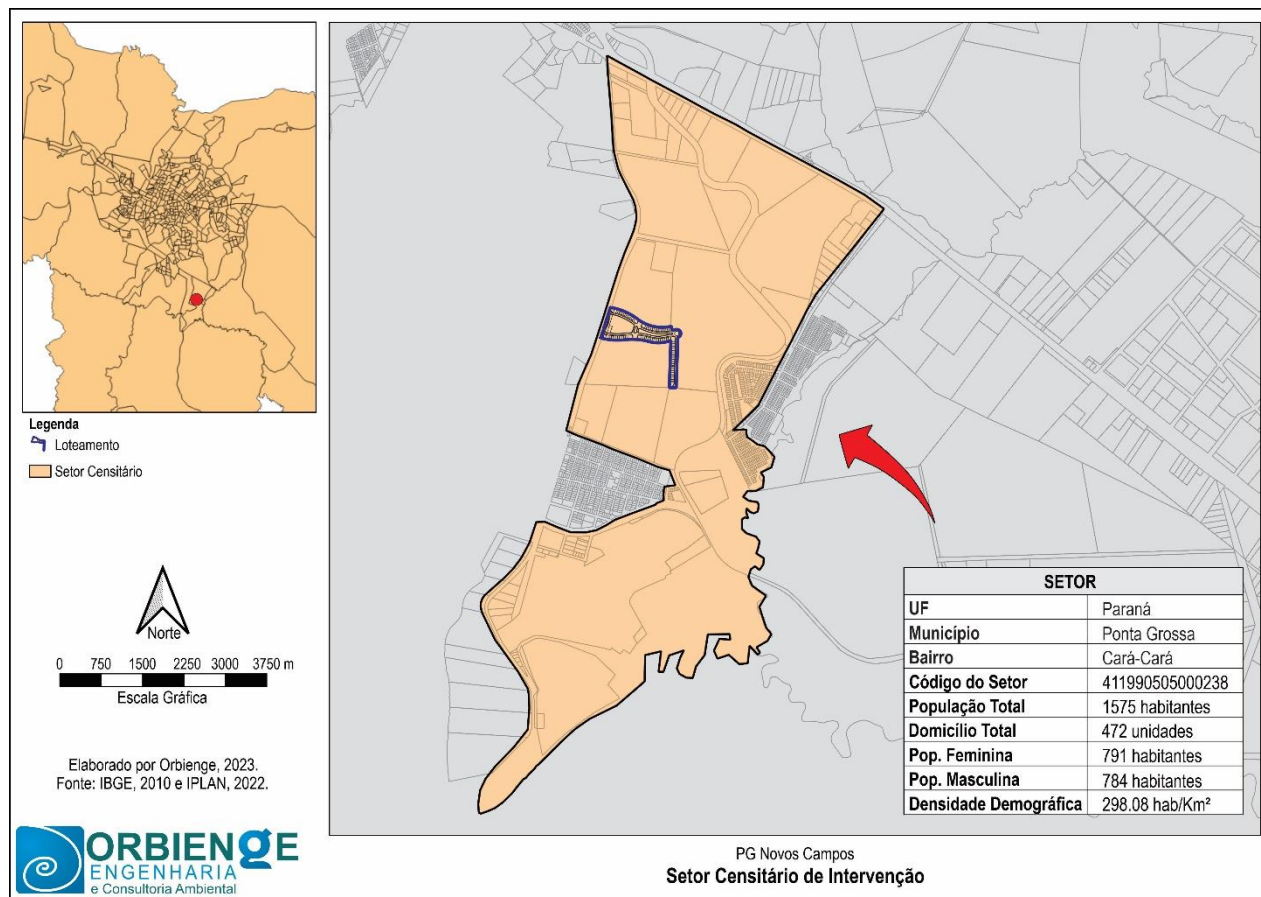 Legenda
Loteamento
Setor Censitário
Norte
0 750 1500 2250 3000 3750 m
Escala Gráfica
Elaborado por Orbienge, 2023.
Fonte: IBGE, 2010 e IPLAN, 2022.
ORBIENGE
ENGENHARIA
e Consultoria Ambiental
SETOR
UF Paraná
Município Ponta Grossa
Bairro Cará-Cará
Código do Setor 411990505000238
População Total 1575 habitantes
Domicílio Total 472 unidades
Pop. Feminina 791 habitantes
Pop. Masculina 784 habitantes
Densidade Demográfica 298.08 hab/Km²
PG Novos Campos
Setor Censitário de Intervenção